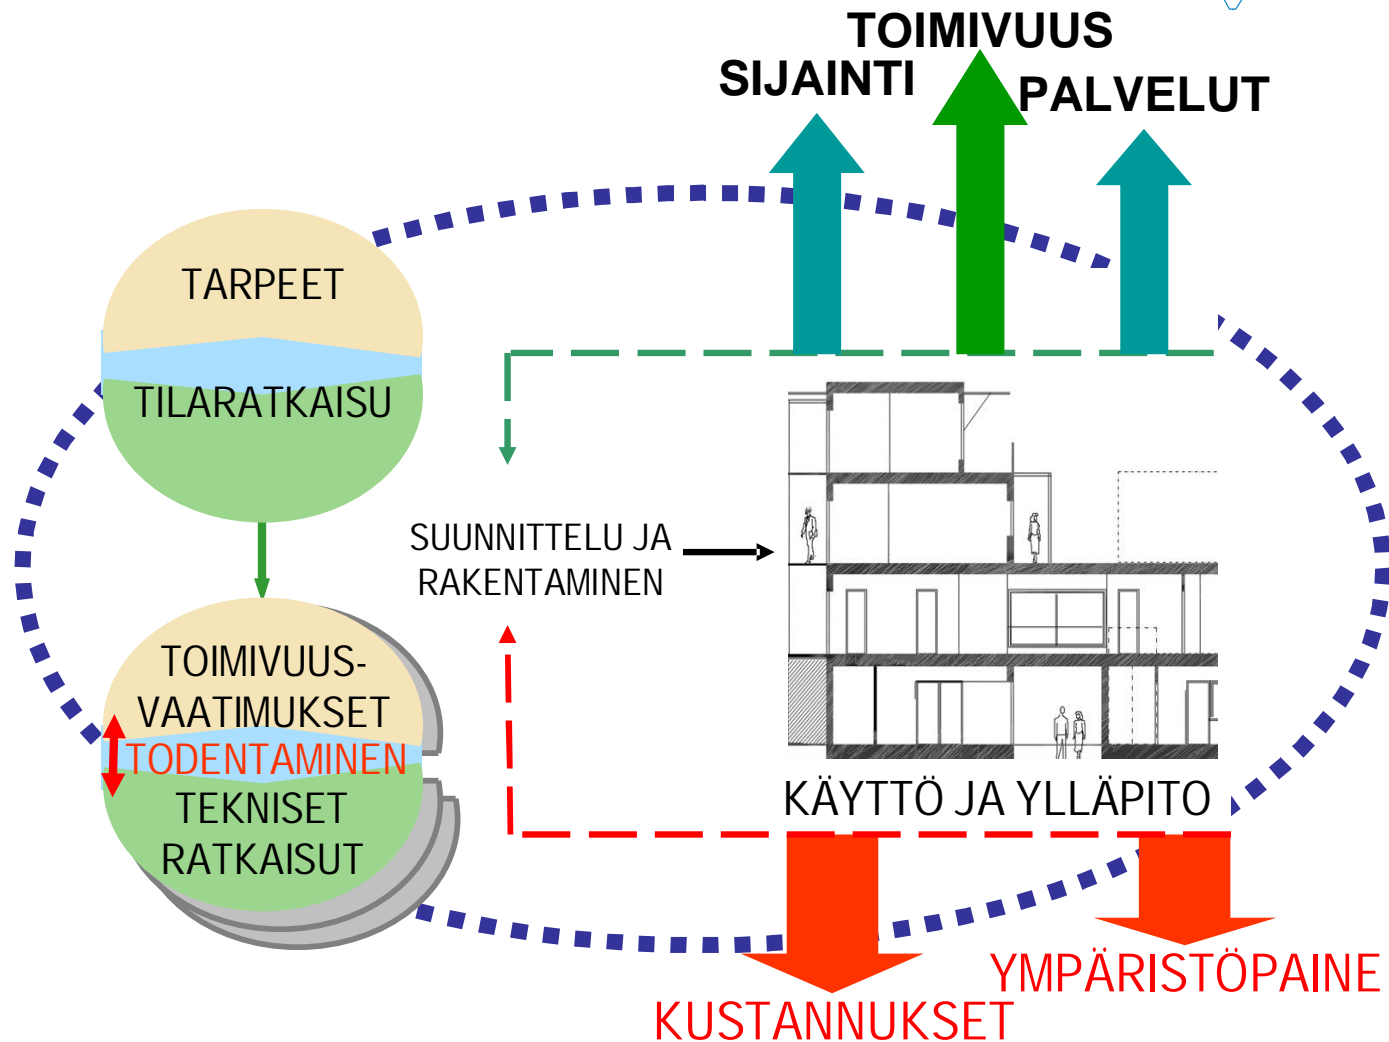 TOIMIVUUS
SIJAINTI
PALVELUT
TARPEET
TILARATKAISU
SUUNNITTELU JA
RAKENTAMINEN
TOIMIVUUS-
VAATIMUKSET
TODENTAMINEN
TEKNISET
RATKAISUT
KÄYTTÖ JA YLLÄPITO
YMPÄRISTÖPAINE
KUSTANNUKSET